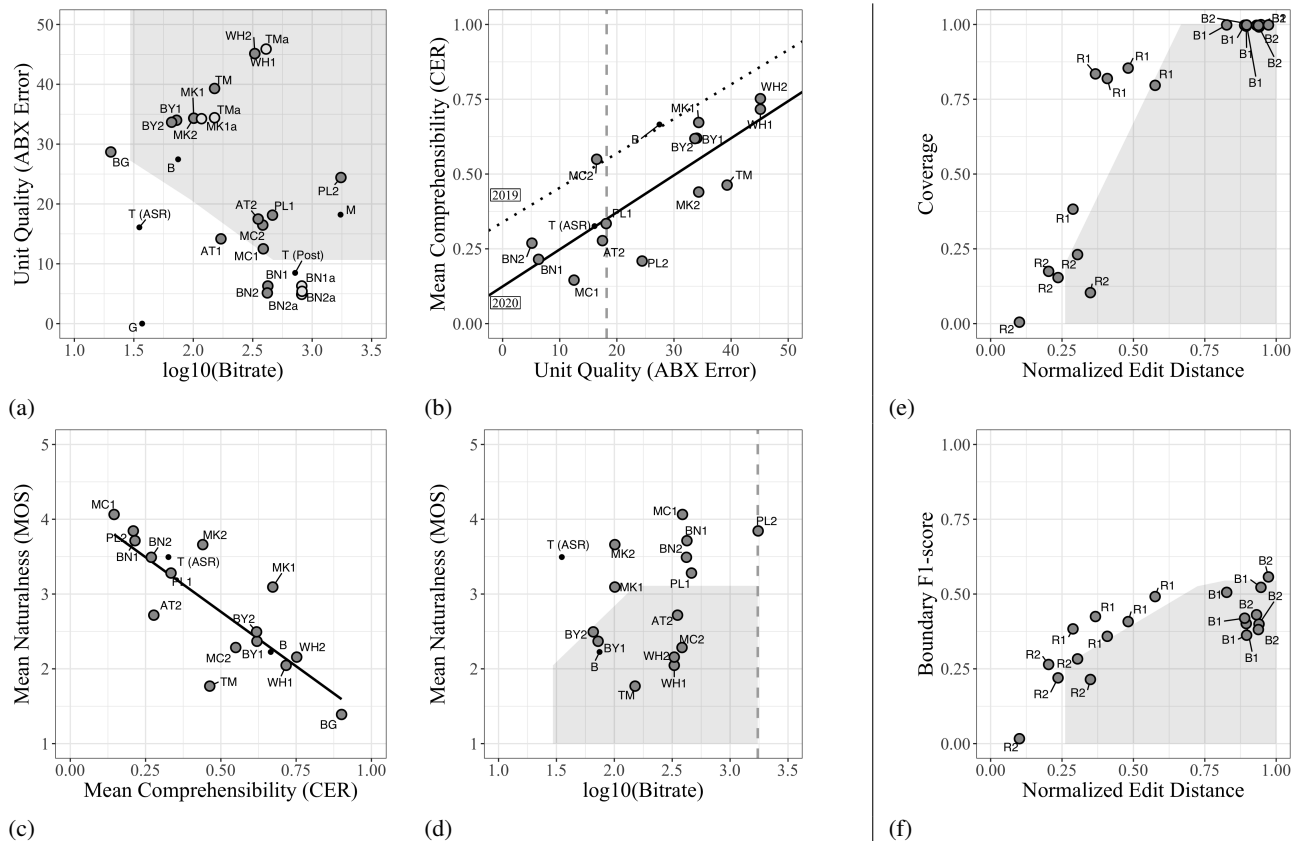 50
40
30
20
10
0
Unit Quality (ABX Error)
WH2
TMa
WH1
TM
MK1
BY1
TMa
BY2
MK2
MK1a
B
BG
PL2
AT2
PL1
M
T (ASR)
MC2
AT1
MC1
T (Post)
BN1
BN1a
BN2
BN2a
G
1.0 1.5 2.0 2.5 3.0 3.5
log10(Bitrate)
(a)
1.00
0.75
0.50
0.25
0.00
Mean Comprehensibility (CER)
WH2
MK1
WH1
B
BY2
BY1
MC2
TM
2019
MK2
PL1
T (ASR)
AT2
BN2
BN1
PL2
MC1
2020
0 10 20 30 40 50
Unit Quality (ABX Error)
(b)
1.00
0.75
0.50
0.25
0.00
Coverage
B2
B1
B1
B1
B2
B1
R1
R1
R1
R1
R1
R2
R2
R2
R2
0.00 0.25 0.50 0.75 1.00
Normalized Edit Distance
(e)
5
4
3
2
1
Mean Naturalness (MOS)
MC1
PL2
BN1
BN2
MK2
T (ASR)
PL1
MK1
AT2
BY2
BY1
B
WH2
MC2
WH1
TM
BG
0.00 0.25 0.50 0.75 1.00
Mean Comprehensibility (CER)
(c)
5
4
3
2
1
Mean Naturalness (MOS)
MC1
PL2
BN1
T (ASR)
MK2
BN2
MK1
PL1
AT2
BY2
BY1
MC2
B
WH2
WH1
TM
1.0 1.5 2.0 2.5 3.0 3.5
log10(Bitrate)
(d)
1.00
0.75
0.50
0.25
0.00
Boundary F1-score
B2
B1
B1
B2
R1
R1
B2
R1
R1
B1
R1
B1
B2
B1
R2
R2
R2
R2
0.00 0.25 0.50 0.75 1.00
Normalized Edit Distance
(f)